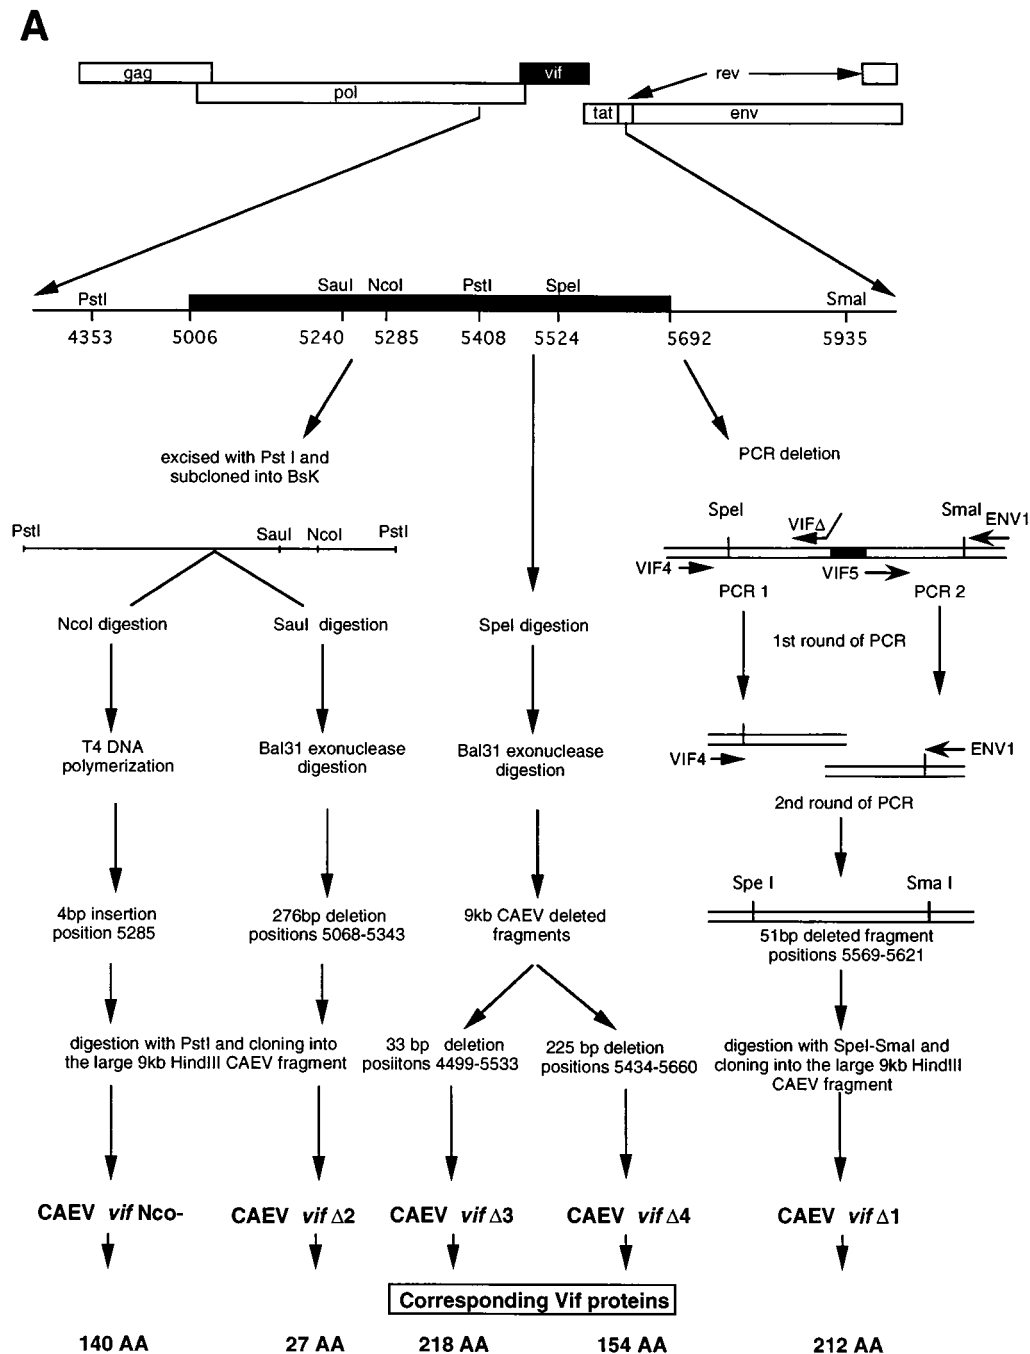 A
gag
vif
rev
pol
tat
env
SauI NcoI PstI SpeI
PstI
SmaI
4353 5006 5240 5285 5408 5524 5692 5935
excised with Pst I and
subcloned into BsK
PCR deletion
PstI SauI NcoI PstI
SpeI VIFΔ SmaI ENV1
VIF4 VIF5
PCR 1 PCR 2
NcoI digestion SauI digestion SpeI digestion
1st round of PCR
T4 DNA
polymerization
Bal31 exonuclease
digestion
Bal31 exonuclease
digestion
VIF4 ENV1
2nd round of PCR
Spe I Sma I
4bp insertion
position 5285
276bp deletion
positions 5068-5343
9kb CAEV deleted
fragments
51bp deleted fragment
positions 5569-5621
digestion with PstI and cloning into
the large 9kb HindIII CAEV fragment
33 bp deletion
posiitons 4499-5533
225 bp deletion
positions 5434-5660
digestion with SpeI-SmaI and
cloning into the large 9kb HindIII
CAEV fragment
CAEV vif Nco- CAEV vif Δ2 CAEV vif Δ3 CAEV vif Δ4 CAEV vif Δ1
Corresponding Vif proteins
140 AA 27 AA 218 AA 154 AA 212 AA